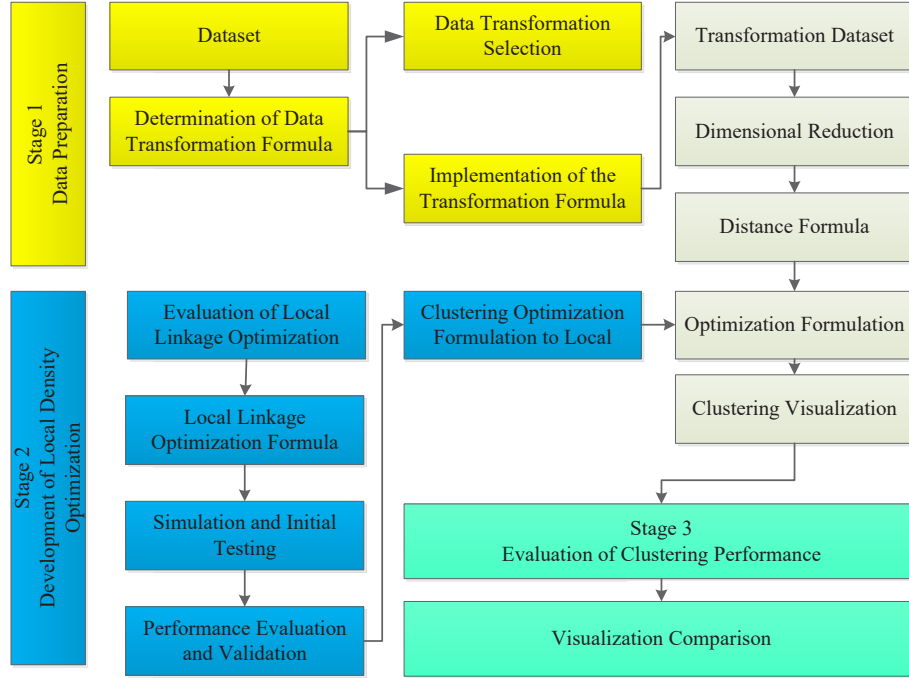 Stage 1
Data Preparation
Dataset
Determination of Data
Transformation Formula
Data Transformation
Selection
Implementation of the
Transformation Formula
Transformation Dataset
Dimensional Reduction
Distance Formula
Stage 2
Development of Local Density
Optimization
Evaluation of Local
Linkage Optimization
Local Linkage
Optimization Formula
Simulation and Initial
Testing
Performance Evaluation
and Validation
Clustering Optimization
Formulation to Local
Optimization Formulation
Clustering Visualization
Stage 3
Evaluation of Clustering Performance
Visualization Comparison